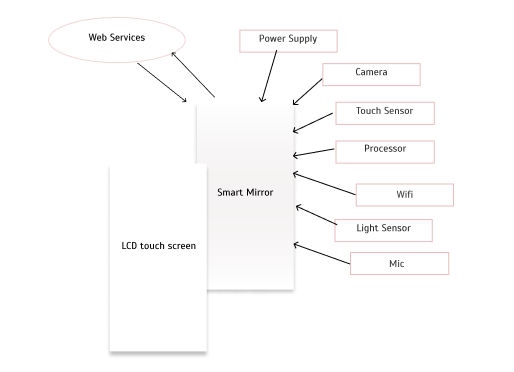 Web Services
Power Supply
Camera
Touch Sensor
Processor
Smart Mirror
Wifi
Light Sensor
LCD touch screen
Mic